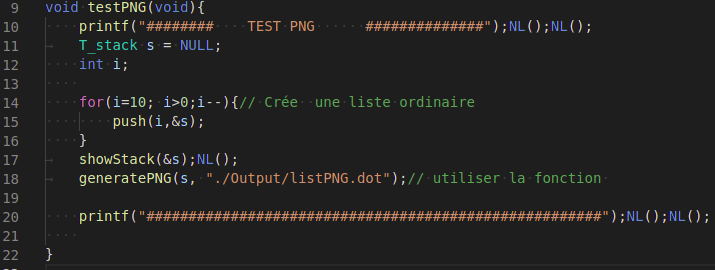 9 void testPNG(void){
10     printf("########    TEST PNG      ##############");NL();NL();
11     T_stack s = NULL;
12     int i;
13
14     for(i=10; i>0;i--){// Crée  une liste ordinaire
15         push(i,&s);
16     }
17     showStack(&s);NL();
18     generatePNG(s, "./Output/listPNG.dot");// utiliser la fonction
19
20     printf("######################################################");NL();NL();
21
22 }